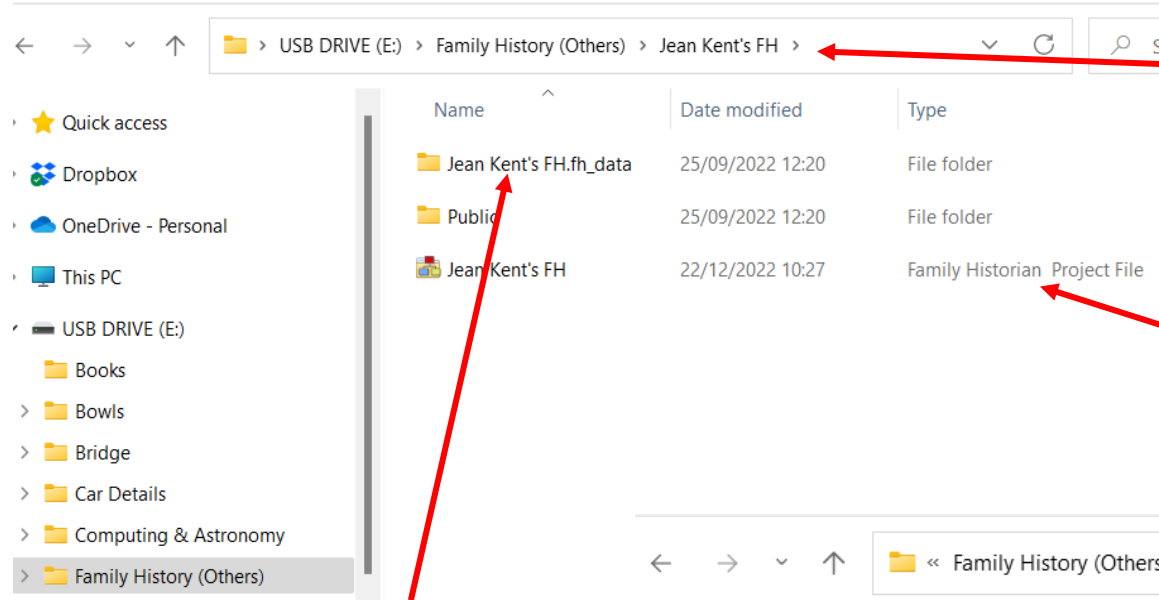 USB DRIVE (E:) > Family History (Others) > Jean Kent's FH >
Name Date modified Type
Quick access
Jean Kent's FH.fh_data 25/09/2022 12:20 File folder
Dropbox
Public 25/09/2022 12:20 File folder
OneDrive - Personal
Jean Kent's FH 22/12/2022 10:27 Family Historian Project File
This PC
USB DRIVE (E:)
Books
Bowls
Bridge
Car Details
Computing & Astronomy
« Family History (Others
Family History (Others)